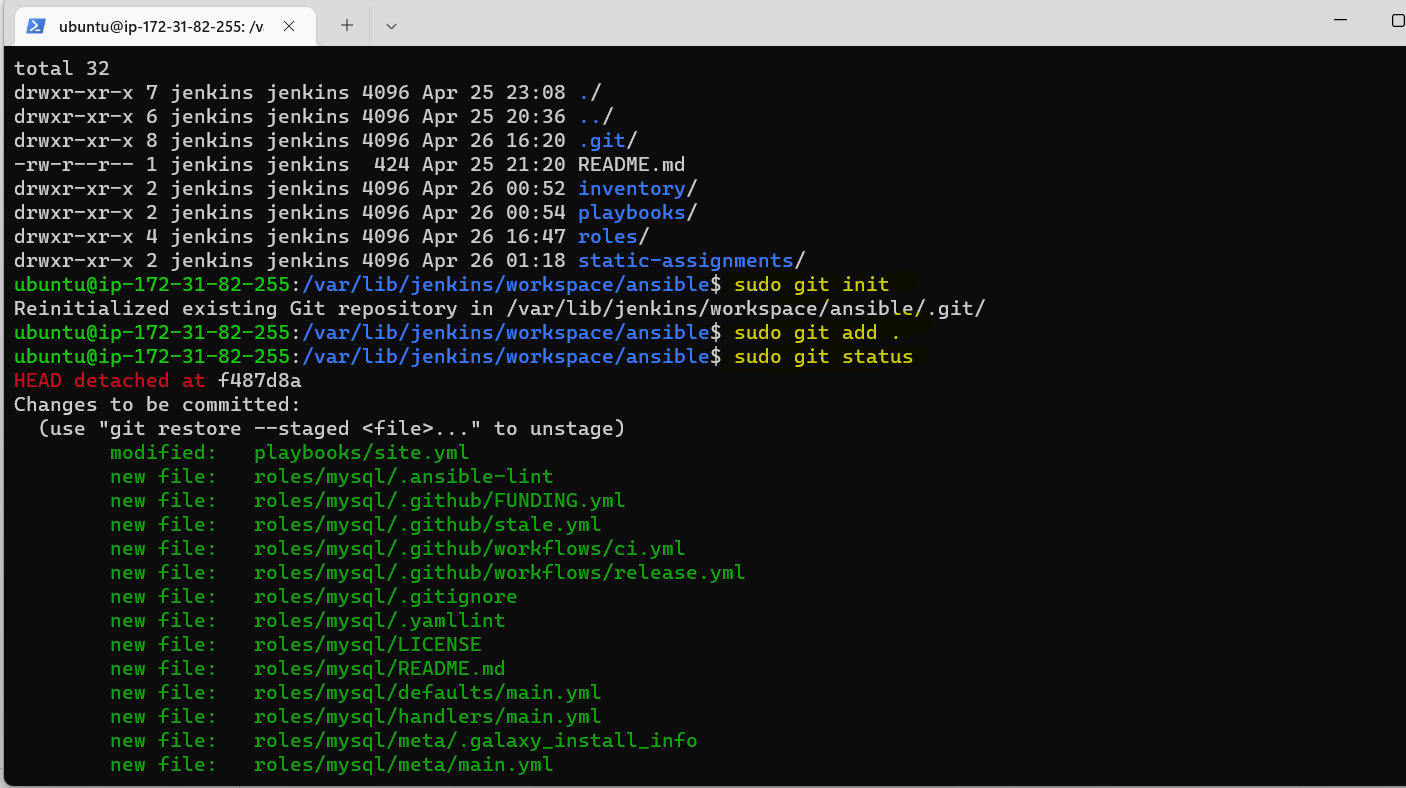 ubuntu@ip-172-31-82-255: /va
total 32
drwxr-xr-x 7 jenkins jenkins 4096 Apr 25 23:08 ./
drwxr-xr-x 6 jenkins jenkins 4096 Apr 25 20:36 ../
drwxr-xr-x 8 jenkins jenkins 4096 Apr 26 16:20 .git/
-rw-r--r-- 1 jenkins jenkins  424 Apr 25 21:20 README.md
drwxr-xr-x 2 jenkins jenkins 4096 Apr 26 00:52 inventory/
drwxr-xr-x 2 jenkins jenkins 4096 Apr 26 00:54 playbooks/
drwxr-xr-x 4 jenkins jenkins 4096 Apr 26 16:47 roles/
drwxr-xr-x 2 jenkins jenkins 4096 Apr 26 01:18 static-assignments/
ubuntu@ip-172-31-82-255:/var/lib/jenkins/workspace/ansible$ sudo git init
Reinitialized existing Git repository in /var/lib/jenkins/workspace/ansible/.git/
ubuntu@ip-172-31-82-255:/var/lib/jenkins/workspace/ansible$ sudo git add .
ubuntu@ip-172-31-82-255:/var/lib/jenkins/workspace/ansible$ sudo git status
HEAD detached at f487d8a
Changes to be committed:
  (use "git restore --staged <file>..." to unstage)
        modified:   playbooks/site.yml
        new file:   roles/mysql/.ansible-lint
        new file:   roles/mysql/.github/FUNDING.yml
        new file:   roles/mysql/.github/stale.yml
        new file:   roles/mysql/.github/workflows/ci.yml
        new file:   roles/mysql/.github/workflows/release.yml
        new file:   roles/mysql/.gitignore
        new file:   roles/mysql/.yamllint
        new file:   roles/mysql/LICENSE
        new file:   roles/mysql/README.md
        new file:   roles/mysql/defaults/main.yml
        new file:   roles/mysql/handlers/main.yml
        new file:   roles/mysql/meta/.galaxy_install_info
        new file:   roles/mysql/meta/main.yml